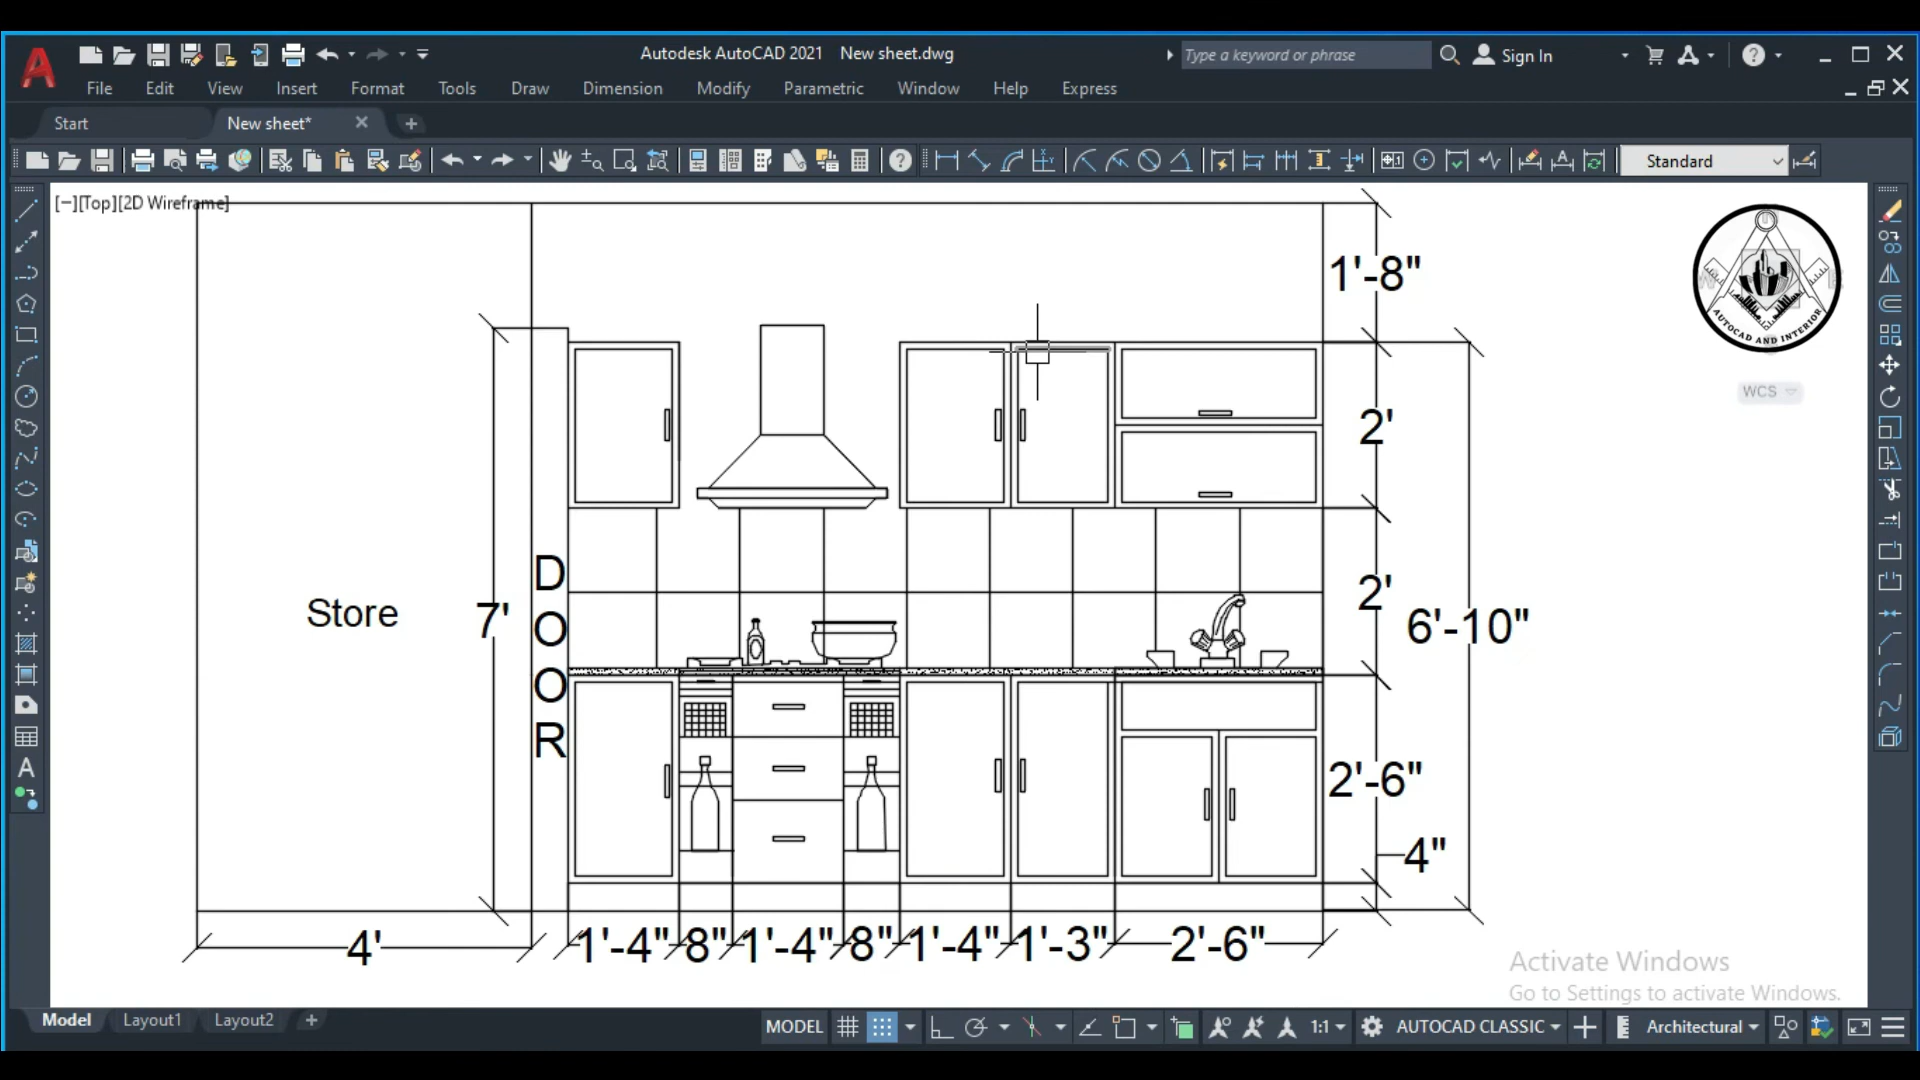 Autodesk AutoCAD 2021 New sheet.dwg
Type a keyword or phrase
Sign In
File Edit View Insert Format Tools Draw Dimension Modify Parametric Window Help Express
Start
New sheet*
Standard
[−][Top][2D Wireframe]
1'-8"
AUTOCAD AND INTERIOR
WCS
2'
DOOR
2'
Store
7'
6'-10"
2'-6"
4"
4'
1'-4"
8"
1'-4"
8"
1'-4"
1'-3"
2'-6"
Activate Windows
Go to Settings to activate Windows.
Model Layout1 Layout2
MODEL
1:1
AUTOCAD CLASSIC
Architectural